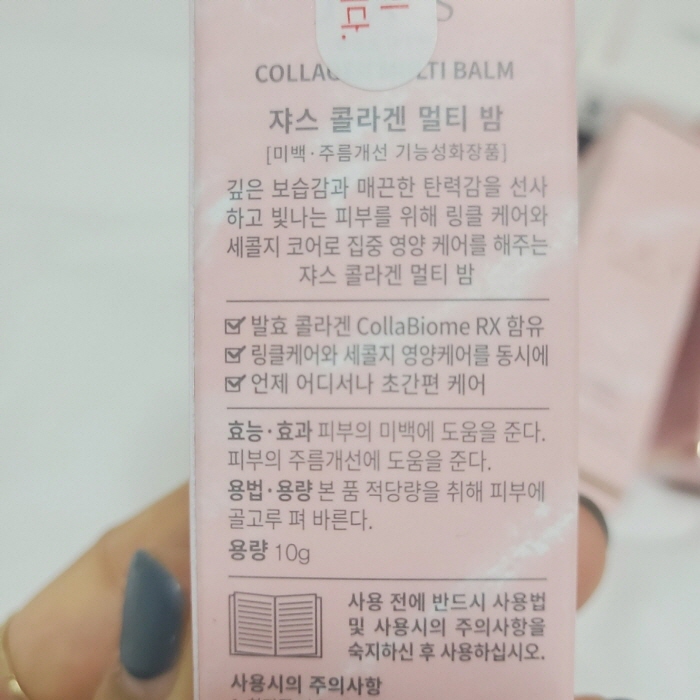 S
다.
COLLAG LTI BALM
쟈스 콜라겐 멀티 밤
[미백·주름개선 기능성화장품]
깊은 보습감과 매끈한 탄력감을 선사
하고 빛나는 피부를 위해 링클 케어와
세콜지 코어로 집중 영양 케어를 해주는
쟈스 콜라겐 멀티 밤
발효 콜라겐 CollaBiome RX 함유
링클케어와 세콜지 영양케어를 동시에
언제 어디서나 초간편 케어
효능·효과 피부의 미백에 도움을 준다.
피부의 주름개선에 도움을 준다.
용법·용량 본 품 적당량을 취해 피부에
골고루 펴 바른다.
용량 10g
사용 전에 반드시 사용법
및 사용시의 주의사항을
숙지하신 후 사용하십시오.
사용시의 주의사항